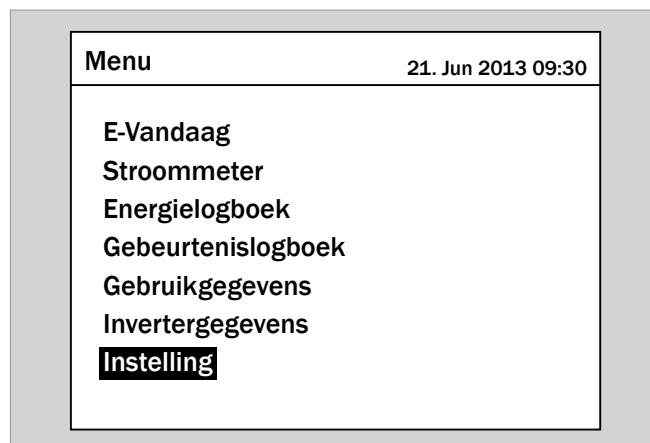 Menu
21. Jun 2013 09:30
E-Vandaag
Stroommeter
Energielogboek
Gebeurtenislogboek
Gebruikgegevens
Invertergegevens
Instelling